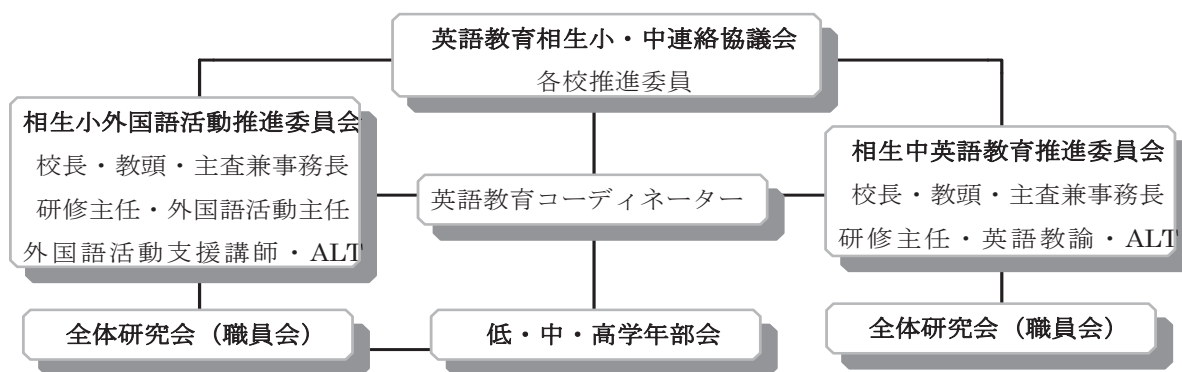 英語教育相生小・中連絡協議会
各校推進委員
相生小外国語活動推進委員会
校長・教頭・主査兼事務長
研修主任・外国語活動主任
外国語活動支援講師・ALT
英語教育コーディネーター
相生中英語教育推進委員会
校長・教頭・主査兼事務長
研修主任・英語教諭・ALT
全体研究会（職員会）
低・中・高学年部会
全体研究会（職員会）